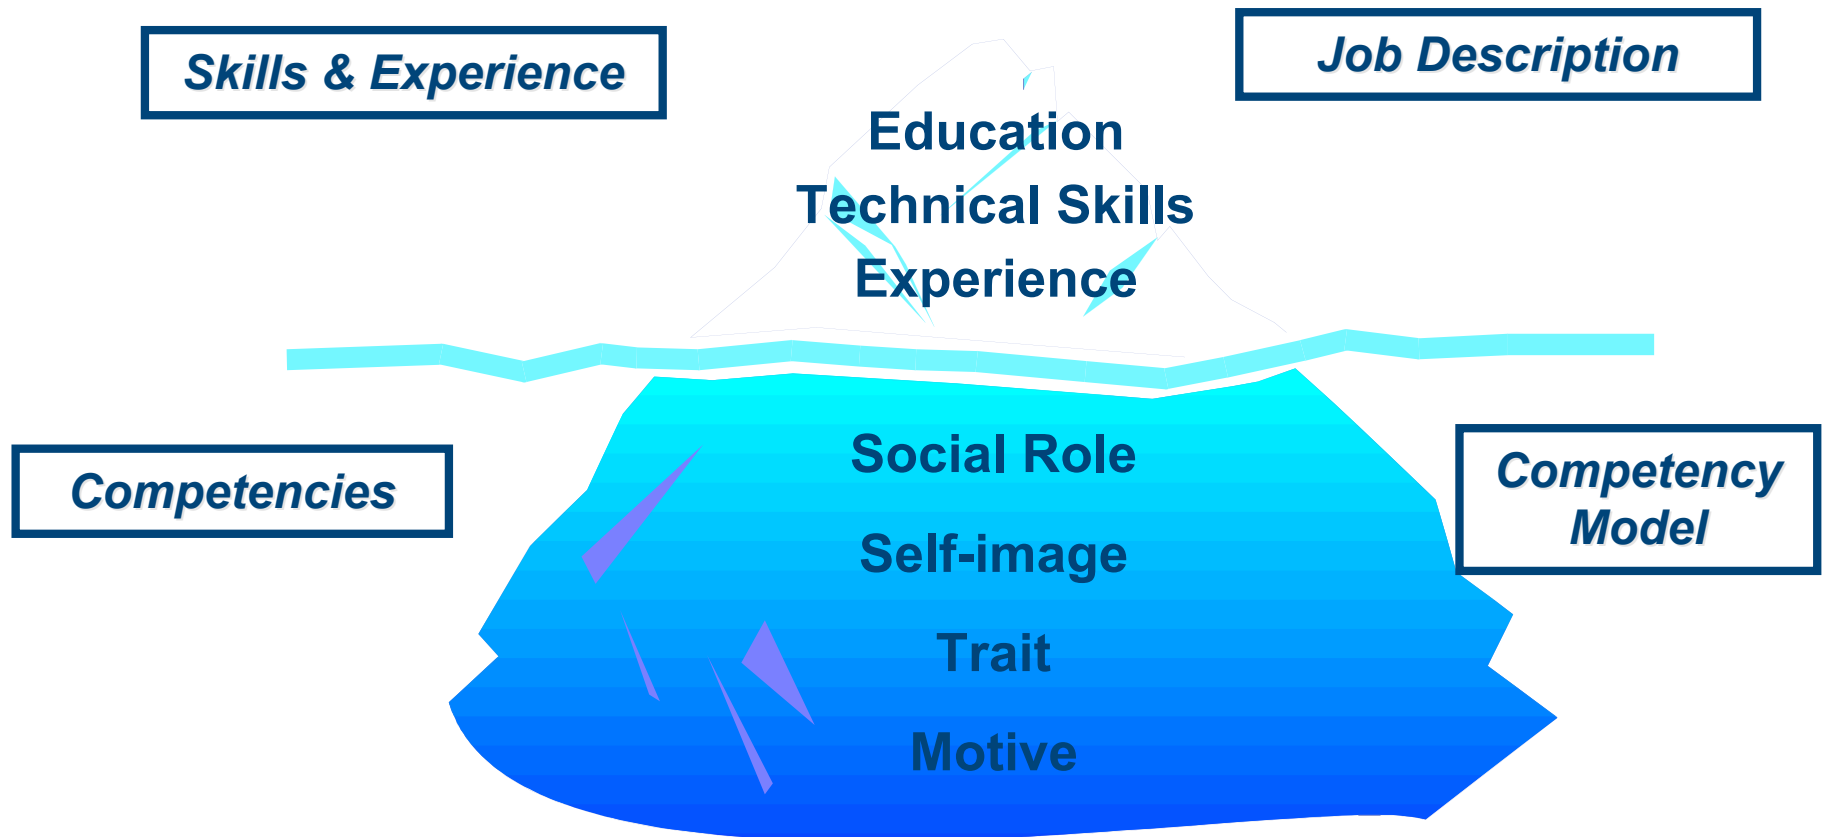 Skills & Experience
Job Description
Education
Technical Skills
Experience
Competencies
Social Role
Self-image
Trait
Motive
Competency
Model